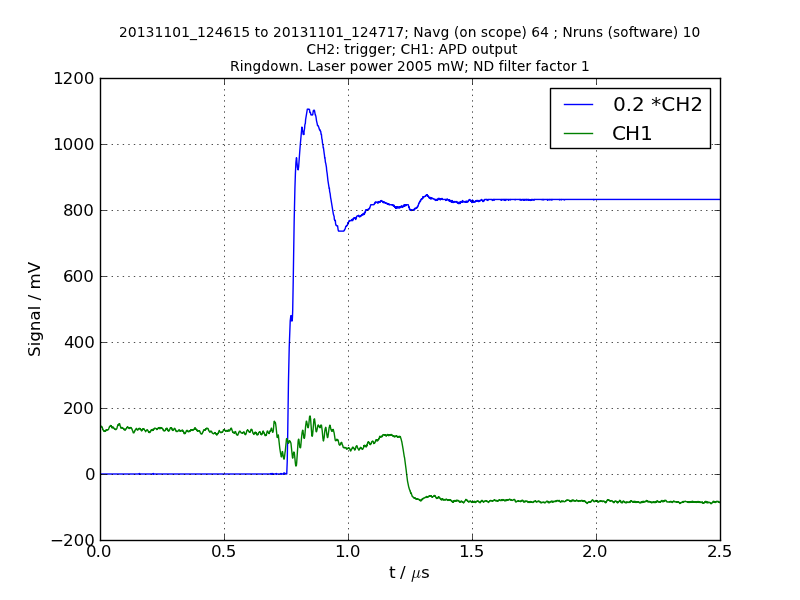 20131101_124615 to 20131101_124717; Navg (on scope) 64 ; Nruns (software) 10
CH2: trigger; CH1: APD output
Ringdown. Laser power 2005 mW; ND filter factor 1
1200
1000
800
600
400
200
0
−200
Signal / mV
0.2 *CH2
CH1
0.0
0.5
1.0
1.5
2.0
2.5
t / μs